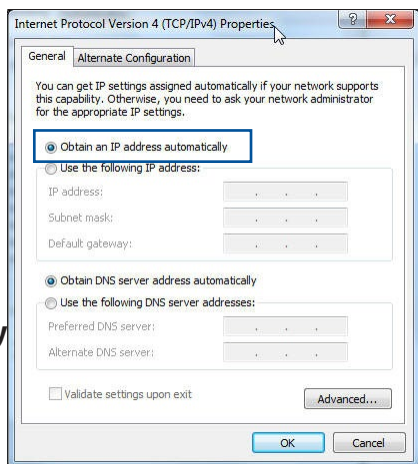 Internet Protocol Version 4 (TCP/IPv4) Properties
General
Alternate Configuration
You can get IP settings assigned automatically if your network supports
this capability. Otherwise, you need to ask your network administrator
for the appropriate IP settings.
Obtain an IP address automatically
Use the following IP address:
IP address:
Subnet mask:
Default gateway:
Obtain DNS server address automatically
Use the following DNS server addresses:
Preferred DNS server:
Alternate DNS server:
Validate settings upon exit
Advanced...
OK
Cancel